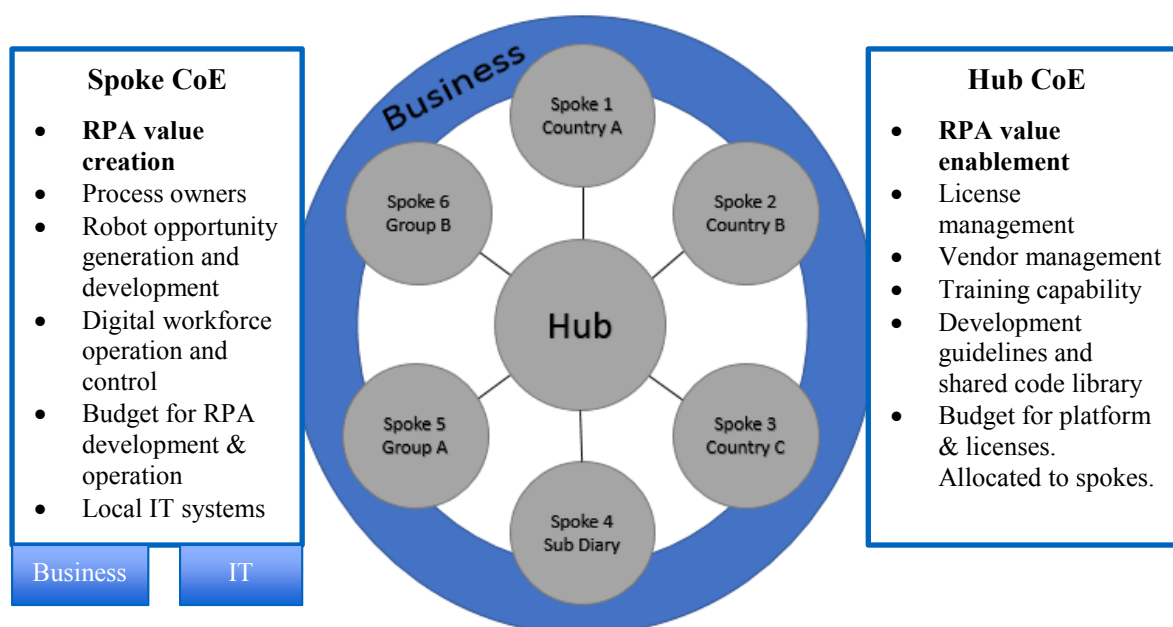 Spoke CoE
• RPA value
creation
• Process owners
• Robot opportunity
generation and
development
• Digital workforce
operation and
control
• Budget for RPA
development &
operation
• Local IT systems
Business
IT
Business
Spoke 1
Country A
Spoke 2
Country B
Spoke 3
Country C
Spoke 4
Sub Diary
Spoke 5
Group A
Spoke 6
Group B
Hub
Hub CoE
• RPA value
enablement
• License
management
• Vendor management
• Training capability
• Development
guidelines and
shared code library
• Budget for platform
& licenses.
Allocated to spokes.